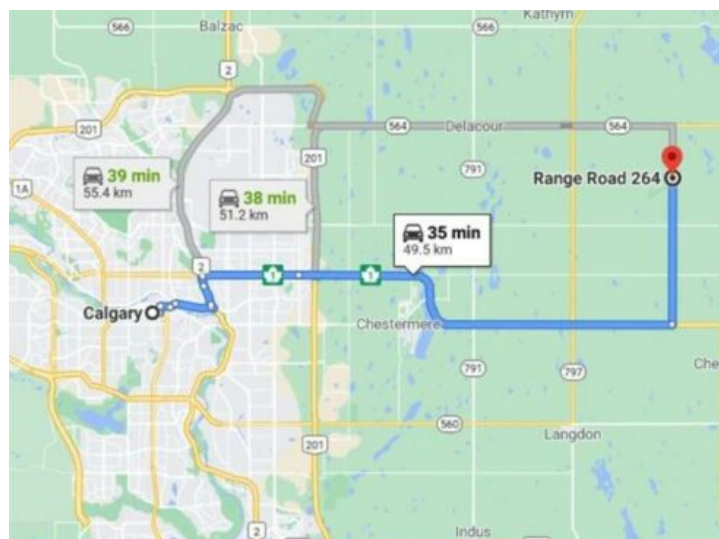 Kathyrn
566
Balzac
566
2
201
564
Delacour
564
39 min
55.4 km
201
791
1A
38 min
51.2 km
Range Road 264
35 min
49.5 km
2
1
1
Calgary
Chestermere
Che
791
797
560
Langdon
201
2
Indus